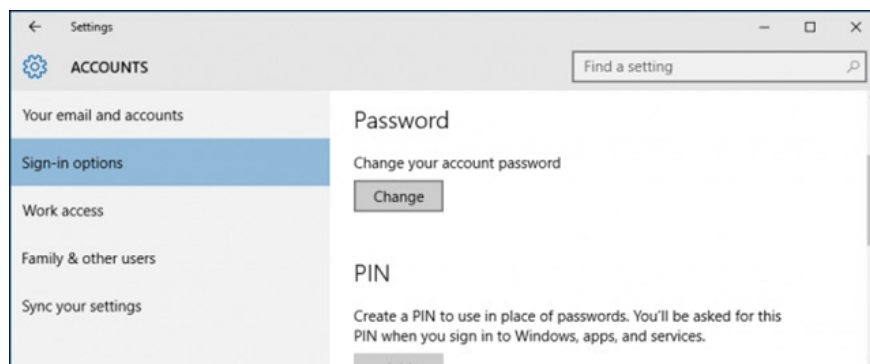 Settings
ACCOUNTS
Find a setting
Your email and accounts
Sign-in options
Work access
Family & other users
Sync your settings
Password
Change your account password
Change
PIN
Create a PIN to use in place of passwords. You'll be asked for this
PIN when you sign in to Windows, apps, and services.